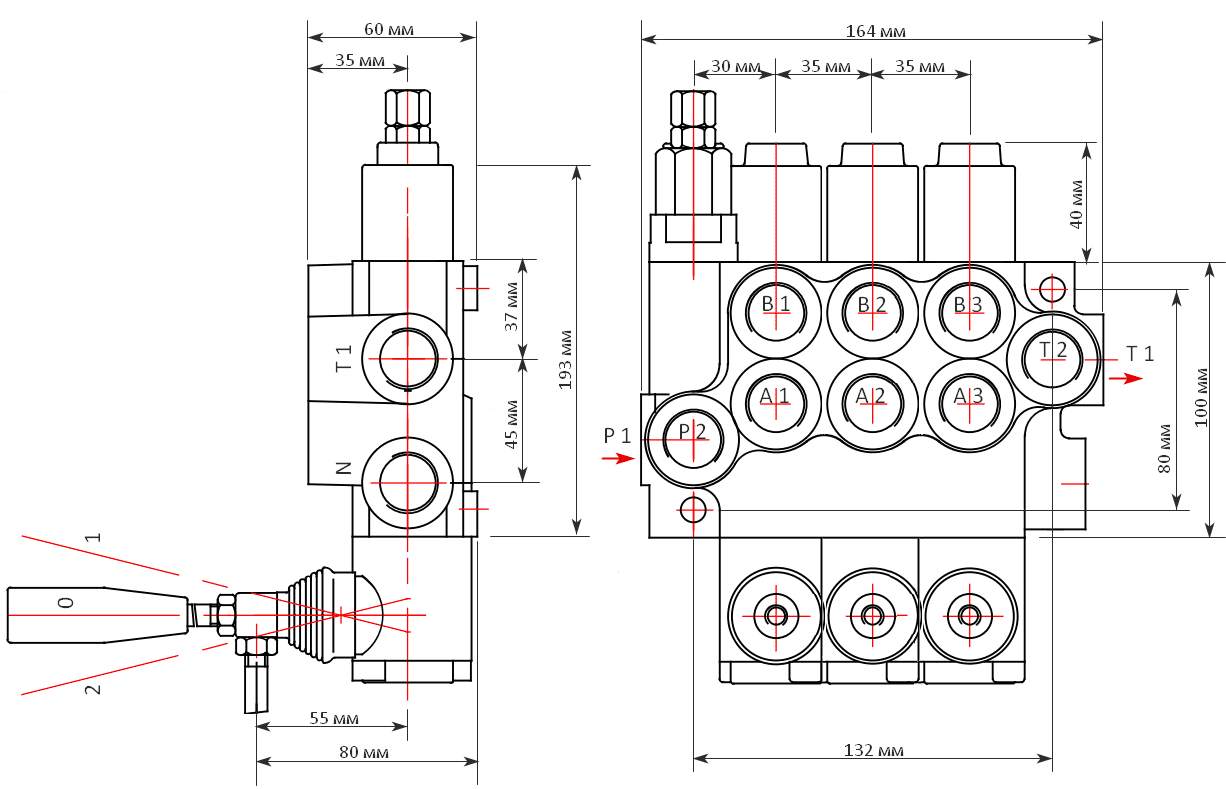 60 мм
35 мм
37 мм
45 мм
193 мм
T 1
N
1
0
2
55 мм
80 мм
164 мм
30 мм
35 мм
35 мм
40 мм
B 1
B 2
B 3
T 2
T 1
A 1
A 2
A 3
P 1
P 2
80 мм
100 мм
132 мм